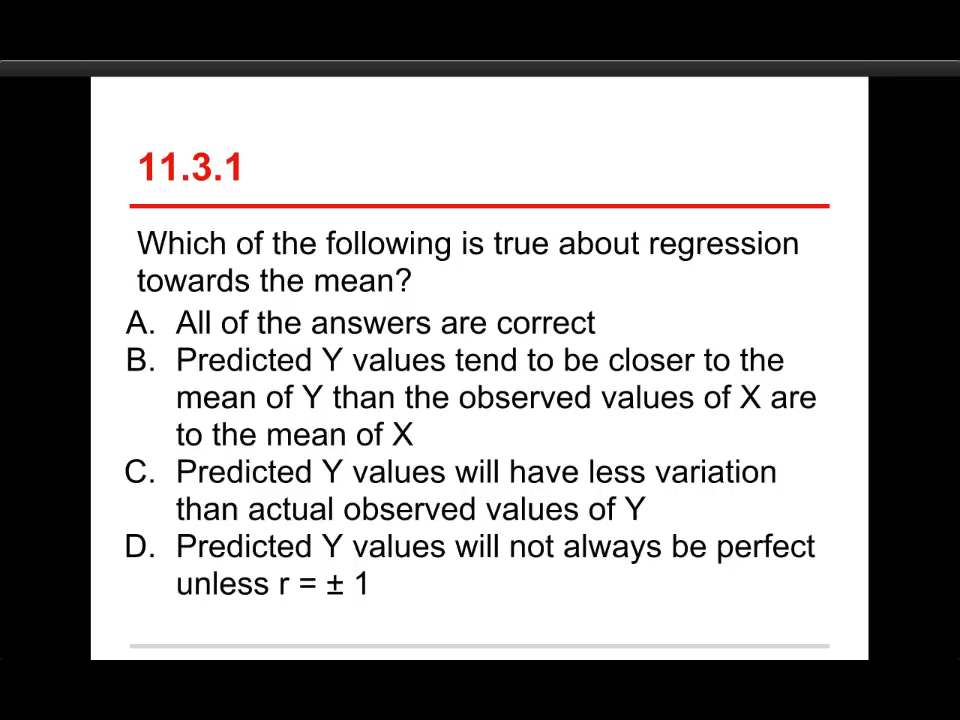 11.3.1
Which of the following is true about regression
towards the mean?
A. All of the answers are correct
B. Predicted Y values tend to be closer to the
mean of Y than the observed values of X are
to the mean of X
C. Predicted Y values will have less variation
than actual observed values of Y
D. Predicted Y values will not always be perfect
unless r = ± 1